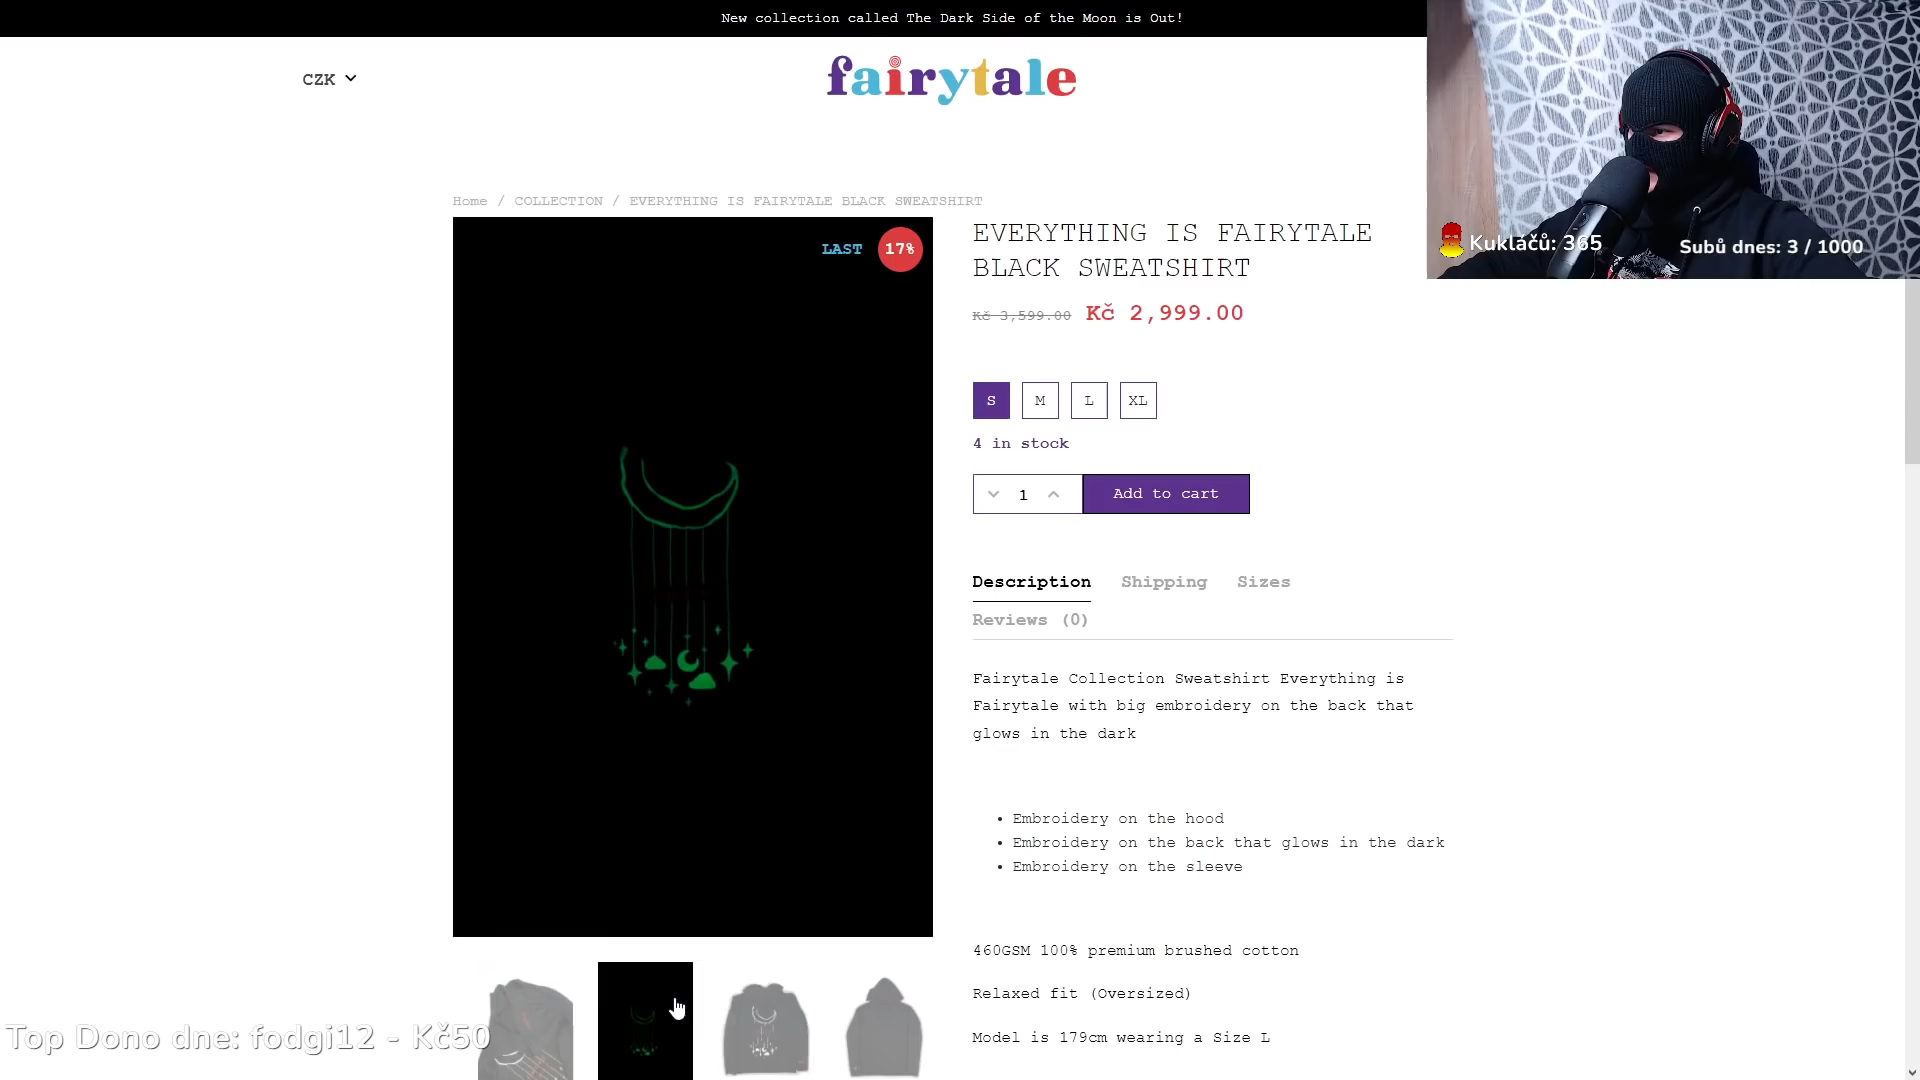 New collection called The Dark Side of the Moon is Out!
CZK
fairytale
Kukláčů: 365
Subů dnes: 3 / 1000
Home / COLLECTION / EVERYTHING IS FAIRYTALE BLACK SWEATSHIRT
LAST
17%
EVERYTHING IS FAIRYTALE
BLACK SWEATSHIRT
Kč 3,599.00 Kč 2,999.00
S M L XL
4 in stock
1
Add to cart
Description Shipping Sizes
Reviews (0)
Fairytale Collection Sweatshirt Everything is
Fairytale with big embroidery on the back that
glows in the dark
• Embroidery on the hood
• Embroidery on the back that glows in the dark
• Embroidery on the sleeve
460GSM 100% premium brushed cotton
Relaxed fit (Oversized)
Model is 179cm wearing a Size L
Top Dono dne: fodgi12 - Kč50